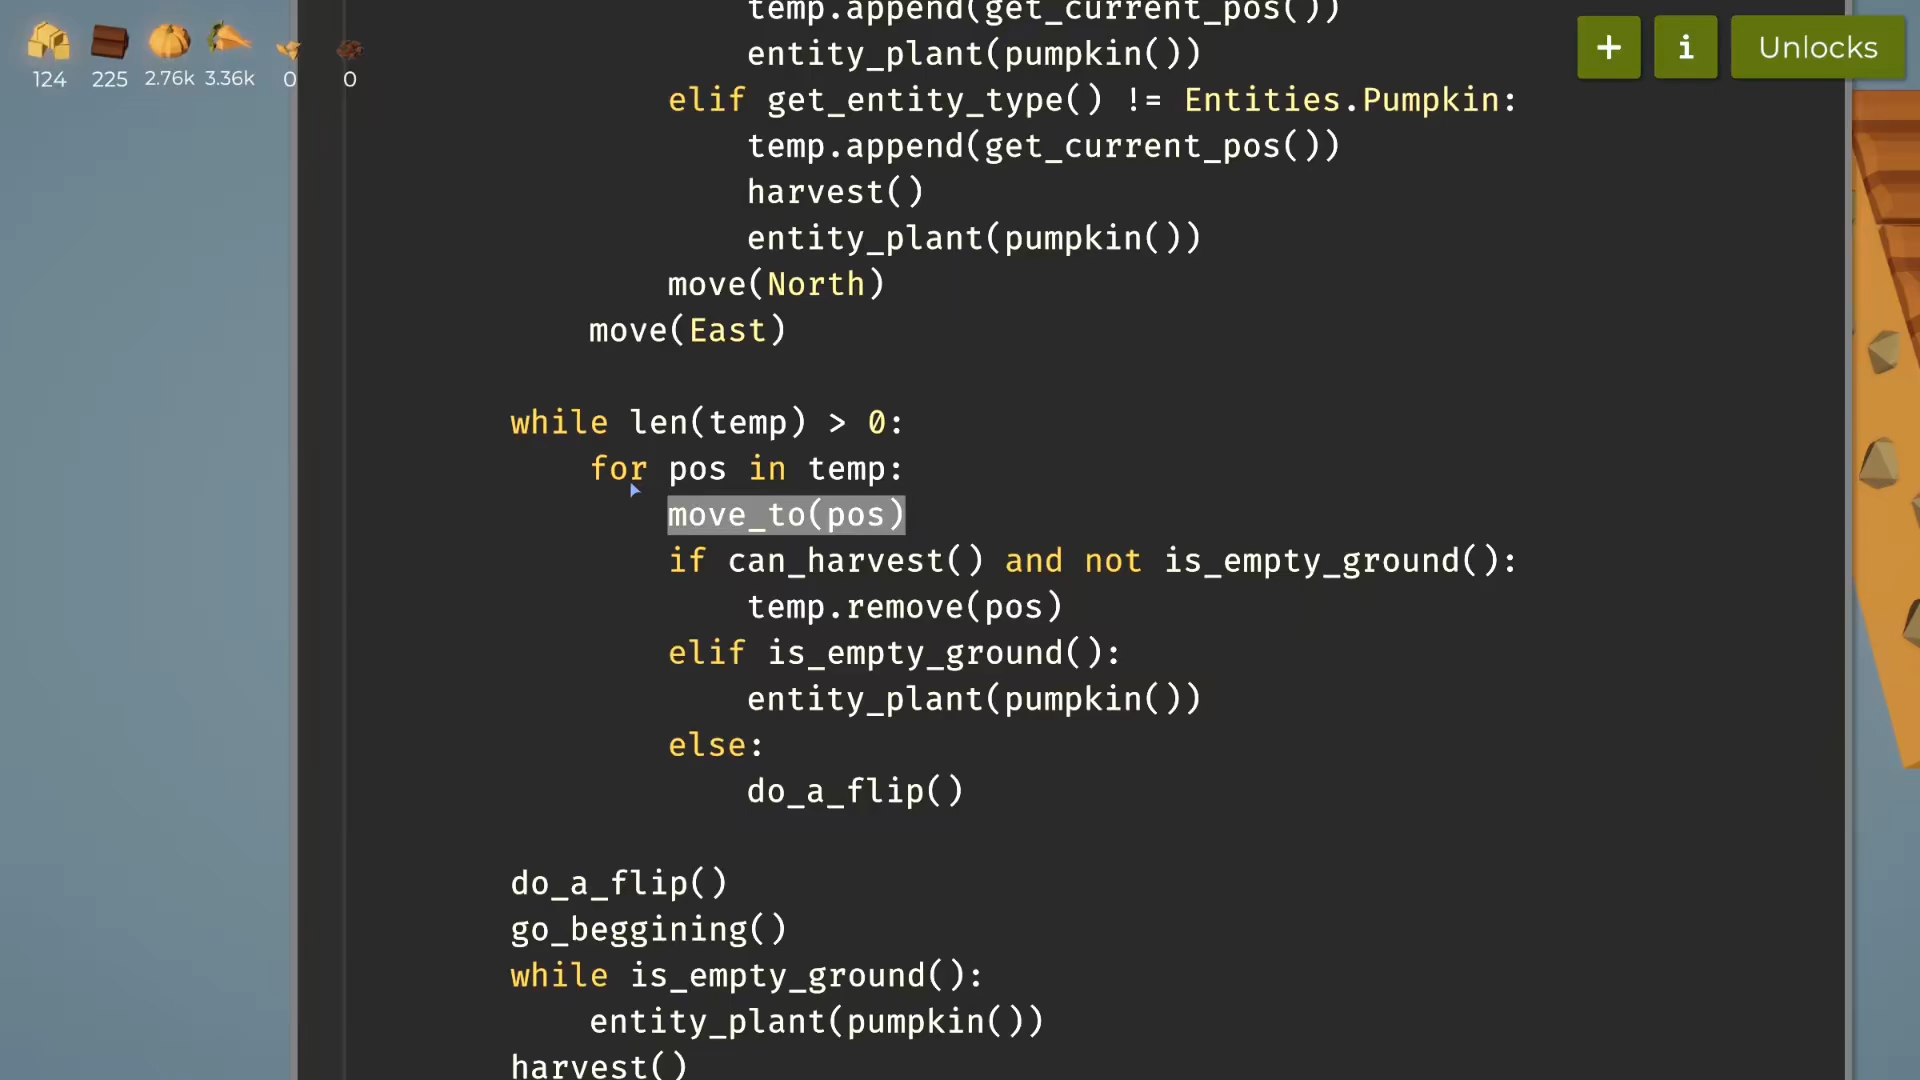 124 225 2.76k 3.36k 0 0
+ i Unlocks
temp.append(get_current_pos())
entity_plant(pumpkin())
elif get_entity_type() != Entities.Pumpkin:
temp.append(get_current_pos())
harvest()
entity_plant(pumpkin())
move(North)
move(East)
while len(temp) > 0:
for pos in temp:
move_to(pos)
if can_harvest() and not is_empty_ground():
temp.remove(pos)
elif is_empty_ground():
entity_plant(pumpkin())
else:
do_a_flip()
do_a_flip()
go_beggining()
while is_empty_ground():
entity_plant(pumpkin())
harvest()